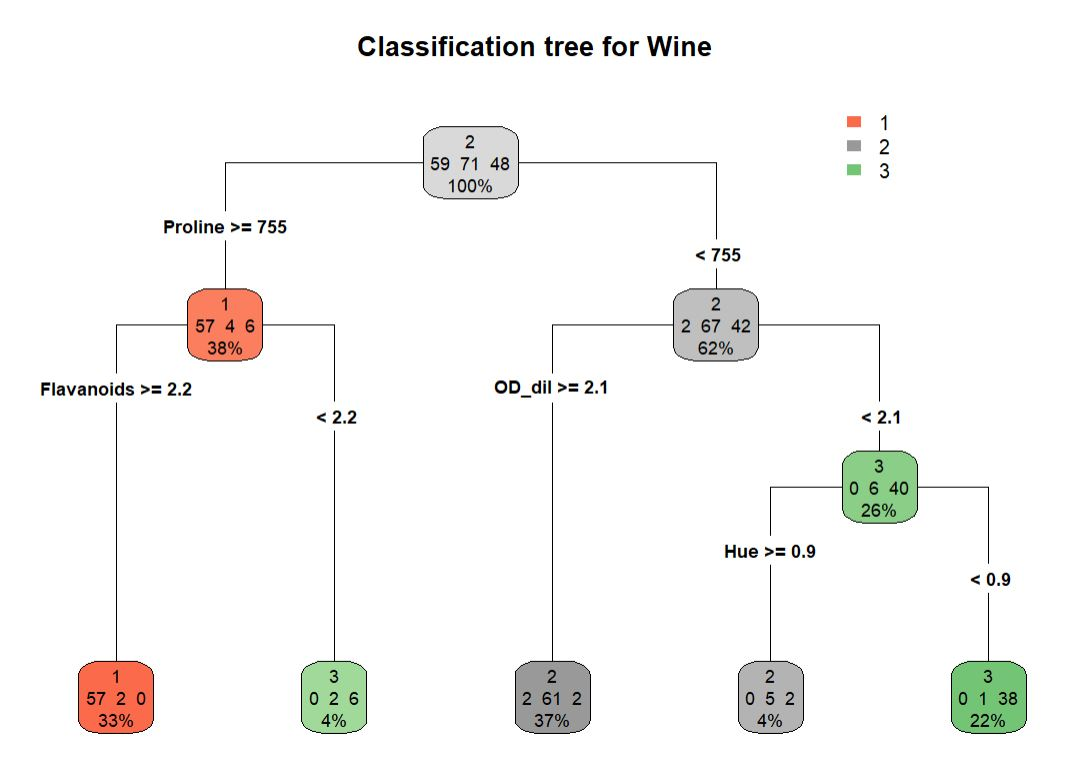 Classification tree for Wine
1
2
3
2
59 71 48
100%
Proline >= 755
< 755
1
57 4 6
38%
2
2 67 42
62%
Flavanoids >= 2.2
< 2.2
OD_dil >= 2.1
< 2.1
3
0 6 40
26%
Hue >= 0.9
< 0.9
1
57 2 0
33%
3
0 2 6
4%
2
2 61 2
37%
2
0 5 2
4%
3
0 1 38
22%